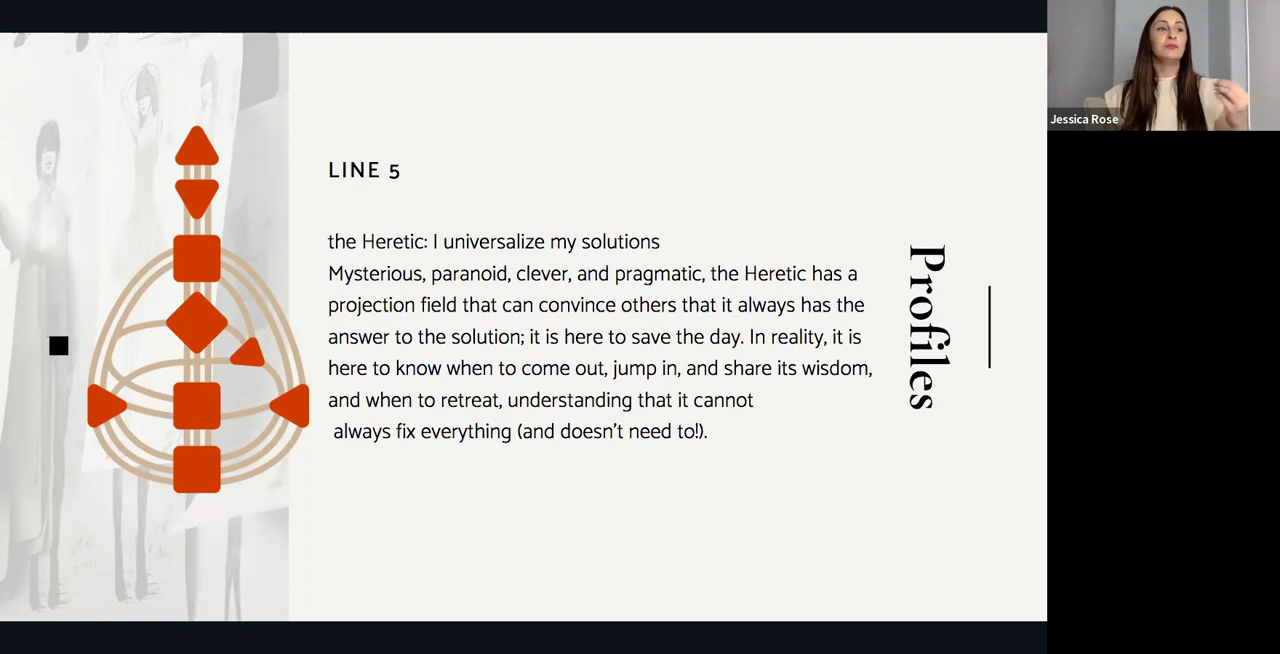 LINE 5
the Heretic: I universalize my solutions
Mysterious, paranoid, clever, and pragmatic, the Heretic has a
projection field that can convince others that it always has the
answer to the solution; it is here to save the day. In reality, it is
here to know when to come out, jump in, and share its wisdom,
and when to retreat, understanding that it cannot
always fix everything (and doesn't need to!).
Profiles
Jessica Rose